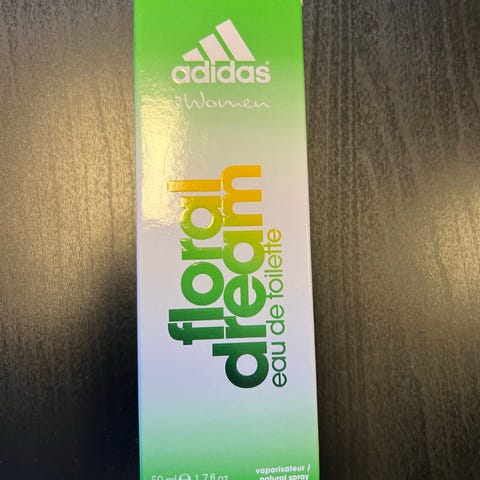 adidas®
Women
floral
dream
eau de toilette
50 ml ℮ 1.7 fl oz
vaporisateur /
natural spray